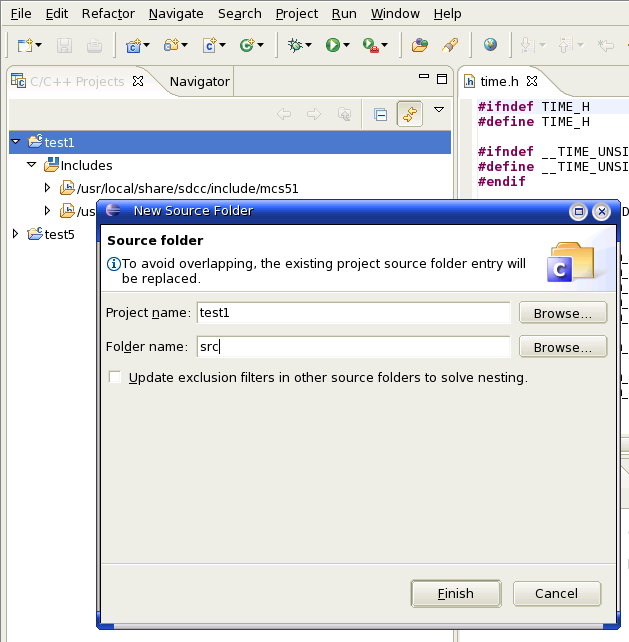 File Edit Refactor Navigate Search Project Run Window Help
C/C++ Projects Navigator time.h
#ifndef TIME_H
#define TIME_H
test1
#ifndef __TIME_UNSI
Includes
#define __TIME_UNSI
#endif
/usr/local/share/sdcc/include/mcs51
/us
test5
New Source Folder
Source folder
To avoid overlapping, the existing project source folder entry will
be replaced.
Project name: test1 Browse...
Folder name: src Browse...
Update exclusion filters in other source folders to solve nesting.
Finish Cancel